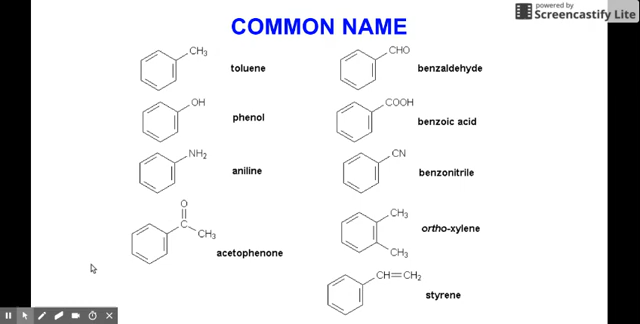 powered by
Screencastify Lite
COMMON NAME
CH₃
toluene
CHO
benzaldehyde
OH
phenol
COOH
benzoic acid
NH₂
aniline
CN
benzonitrile
O
C
CH₃
acetophenone
CH₃
CH₃
ortho-xylene
CH=CH₂
styrene